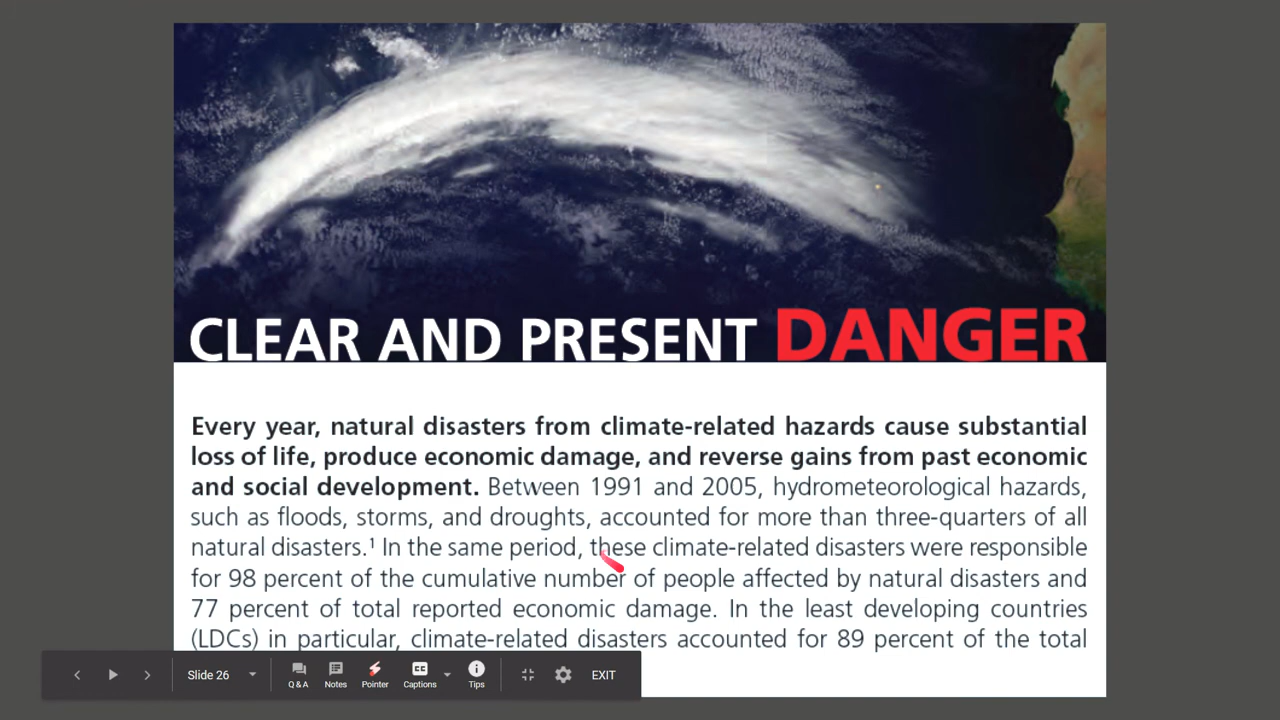 CLEAR AND PRESENT DANGER
Every year, natural disasters from climate-related hazards cause substantial
loss of life, produce economic damage, and reverse gains from past economic
and social development. Between 1991 and 2005, hydrometeorological hazards,
such as floods, storms, and droughts, accounted for more than three-quarters of all
natural disasters.¹ In the same period, these climate-related disasters were responsible
for 98 percent of the cumulative number of people affected by natural disasters and
77 percent of total reported economic damage. In the least developing countries
(LDCs) in particular, climate-related disasters accounted for 89 percent of the total
Slide 26
Q & A
Notes
Pointer
CC
Captions
Tips
EXIT